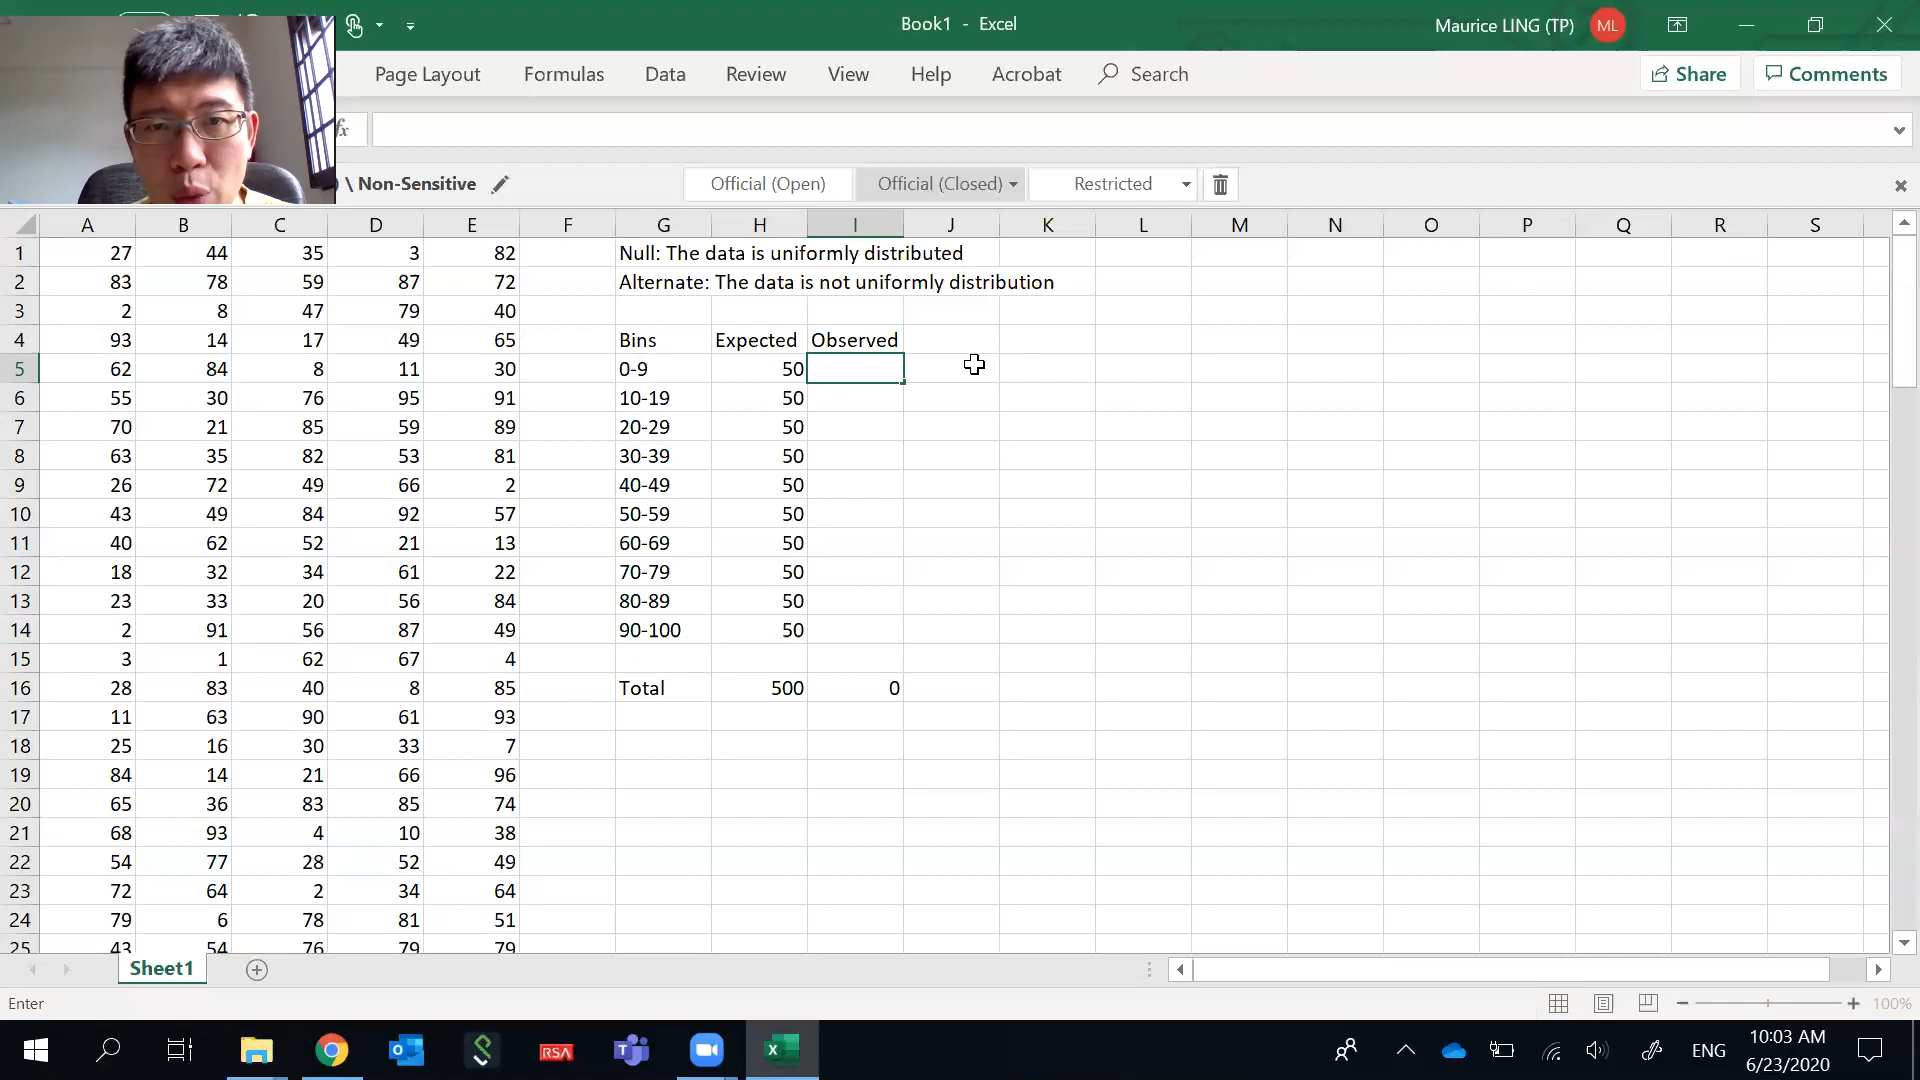 Book1 - Excel
Maurice LING (TP)
ML
Page Layout
Formulas
Data
Review
View
Help
Acrobat
Search
Share
Comments
fx
\ Non-Sensitive
Official (Open)
Official (Closed)
Restricted
A B C D E F G H I J K L M N O P Q R S
1 27 44 35 3 82 Null: The data is uniformly distributed
2 83 78 59 87 72 Alternate: The data is not uniformly distribution
3 2 8 47 79 40
4 93 14 17 49 65 Bins Expected Observed
5 62 84 8 11 30 0-9 50
6 55 30 76 95 91 10-19 50
7 70 21 85 59 89 20-29 50
8 63 35 82 53 81 30-39 50
9 26 72 49 66 2 40-49 50
10 43 49 84 92 57 50-59 50
11 40 62 52 21 13 60-69 50
12 18 32 34 61 22 70-79 50
13 23 33 20 56 84 80-89 50
14 2 91 56 87 49 90-100 50
15 3 1 62 67 4
16 28 83 40 8 85 Total 500 0
17 11 63 90 61 93
18 25 16 30 33 7
19 84 14 21 66 96
20 65 36 83 85 74
21 68 93 4 10 38
22 54 77 28 52 49
23 72 64 2 34 64
24 79 6 78 81 51
25 43 54 76 79 79
Sheet1
Enter
100%
RSA
ENG
10:03 AM
6/23/2020